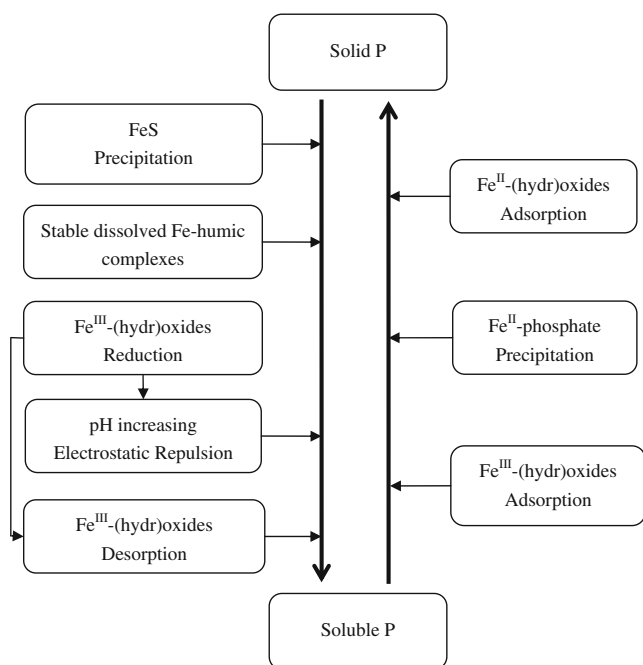 Solid P
FeS
Precipitation
Stable dissolved Fe-humic
complexes
Fe^III-(hydr)oxides
Reduction
pH increasing
Electrostatic Repulsion
Fe^III-(hydr)oxides
Desorption
Fe^II-(hydr)oxides
Adsorption
Fe^II-phosphate
Precipitation
Fe^III-(hydr)oxides
Adsorption
Soluble P